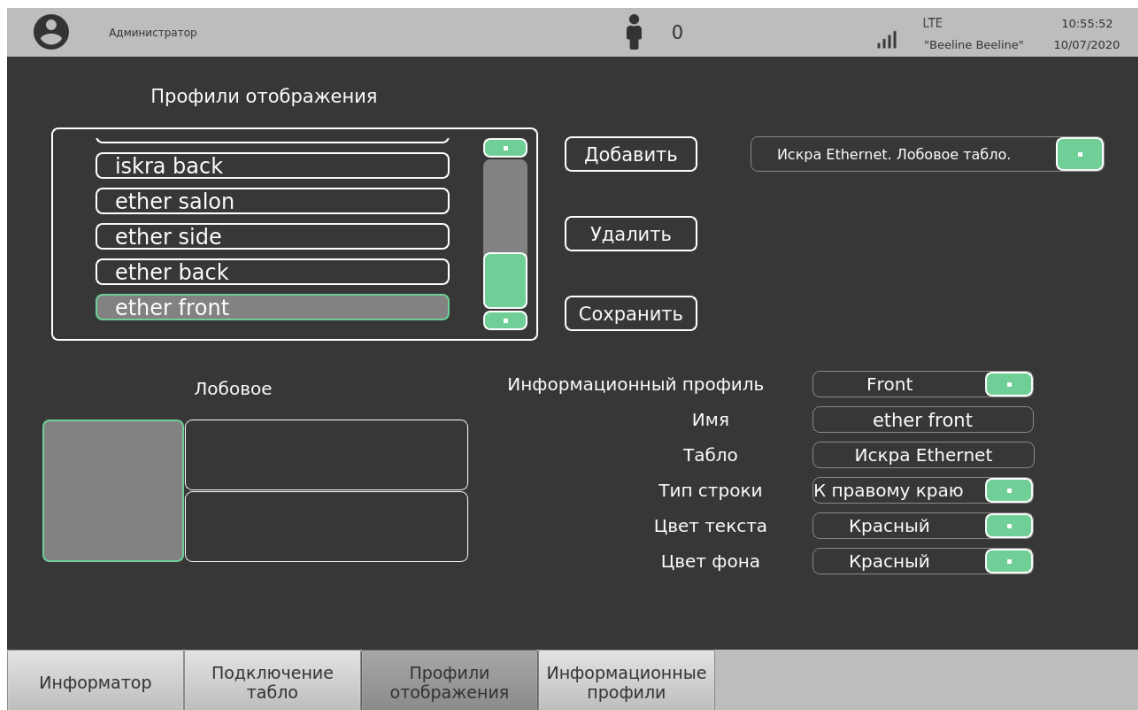 Администратор
0
LTE
"Beeline Beeline"
10:55:52
10/07/2020
Профили отображения
iskra back
ether salon
ether side
ether back
ether front
Добавить
Удалить
Сохранить
Искра Ethernet. Лобовое табло.
Лобовое
Информационный профиль
Front
Имя
ether front
Табло
Искра Ethernet
Тип строки
К правому краю
Цвет текста
Красный
Цвет фона
Красный
Информатор
Подключение
табло
Профили
отображения
Информационные
профили